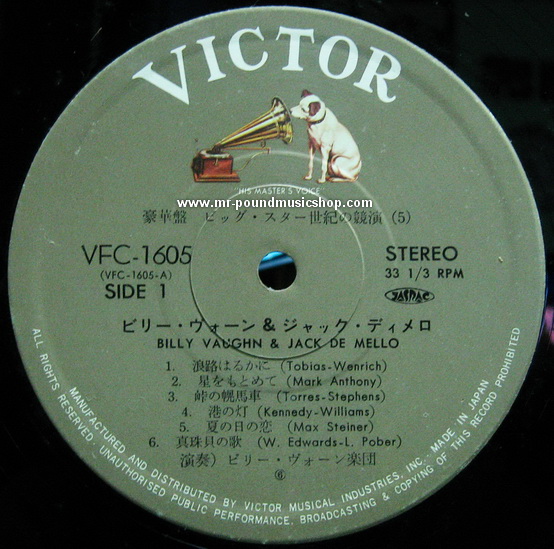 VICTOR
"HIS MASTER'S VOICE"
www.mr-poundmusicshop.com
豪華盤 ビッグ・スター世紀の競演 (5)
VFC-1605
(VFC-1605-A)
SIDE 1
STEREO
33 1/3 RPM
JASRAC
ビリー・ヴォーン & ジャック・ディメロ
BILLY VAUGHN & JACK DE MELLO
1. 浪路はるかに (Tobias-Wenrich)
2. 星をもとめて (Mark Anthony)
3. 峠の幌馬車 (Torres-Stephens)
4. 港の灯 (Kennedy-Williams)
5. 夏の日の恋 (Max Steiner)
6. 真珠貝の歌 (W. Edwards-L. Pober)
演奏) ビリー・ヴォーン楽団
⑥
MANUFACTURED AND DISTRIBUTED BY VICTOR MUSICAL INDUSTRIES, INC. MADE IN JAPAN
ALL RIGHTS RESERVED. UNAUTHORISED PUBLIC PERFORMANCE. BROADCASTING & COPYING OF THIS RECORD PROHIBITED